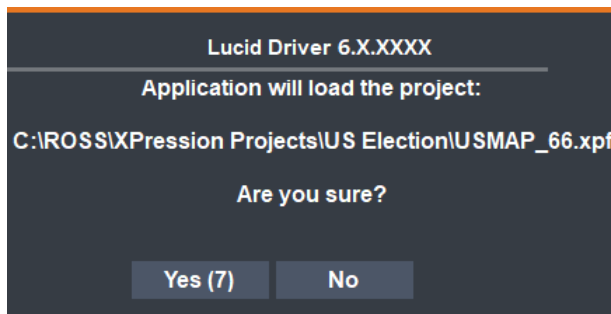 Lucid Driver 6.X.XXXX
Application will load the project:
C:\ROSS\XPression Projects\US Election\USMAP_66.xpf
Are you sure?
Yes (7)
No